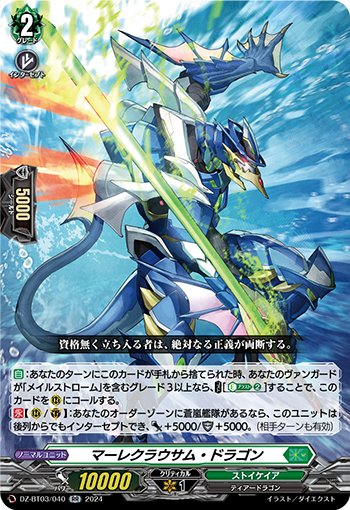 2
グレード
インターセプト
5000
シールド
資格無く立ち入る者は、絶対なる正義が両断する。
自:あなたのターンにこのカードが手札から捨てられた時、あなたのヴァンガード
が「メイルストローム」を含むグレード3以上なら、【アラスト(2)】することで、この
カードをRにコールする。
永【R】:あなたのオーダーゾーンに蒼嵐艦隊があるなら、このユニットは
後列からでもインターセプトでき、シールド+5000。(相手ターンも有効)
ノーマルユニット
マーレクラウサム・ドラゴン
パワー
10000
クリティカル
1
ストイケイア
ティアードラゴン
DZ-BT03/040 RR 2024
イラスト/ダイエクスト